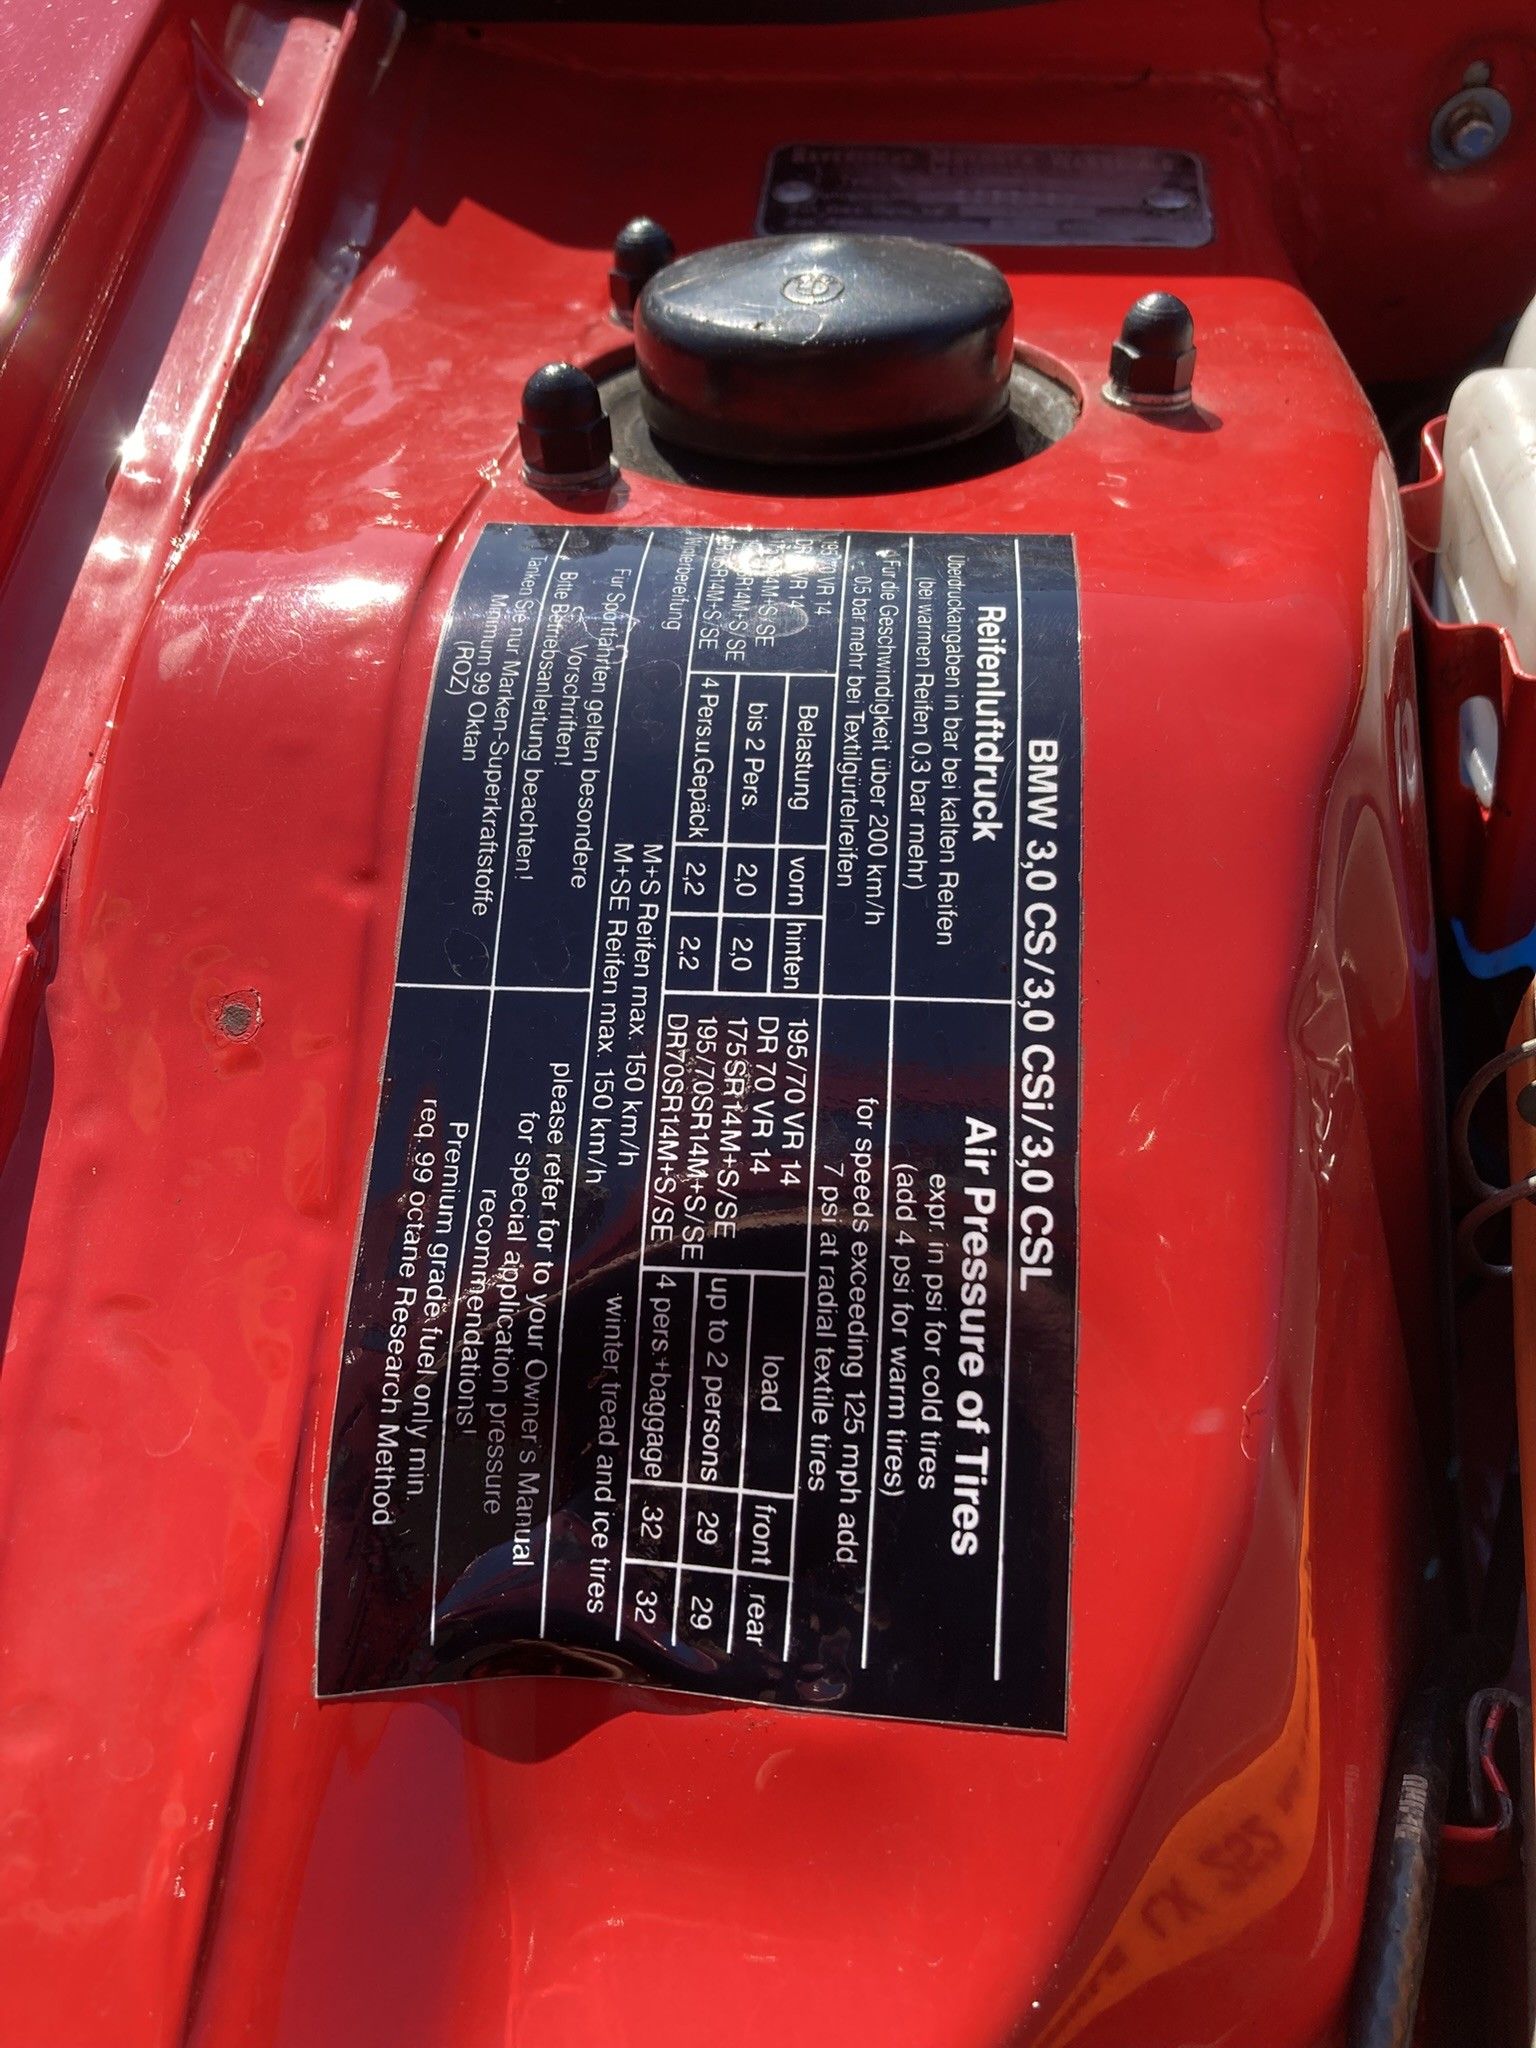 BMW 3,0 CS/3,0 CSi/3,0 CSL
Reifenluftdruck
Überdruckangaben in bar bei kalten Reifen
(bei warmen Reifen 0,3 bar mehr)
Für die Geschwindigkeit über 200 km/h
0,5 bar mehr bei Textilgürtelreifen
195/70 VR 14
DR 70 VR 14
Belastung vorn hinten
bis 2 Pers. 2,0 2,0
4 Pers.u.Gepäck 2,2 2,2
Winterbereifung
M+S Reifen max. 150 km/h
M+SE Reifen max. 150 km/h
Für Sportfahrten gelten besondere
Vorschriften!
Bitte Betriebsanleitung beachten!
Tanken Sie nur Marken-Superkraftstoffe
Minimum 99 Oktan
(ROZ)
Air Pressure of Tires
expr. in psi for cold tires
(add 4 psi for warm tires)
for speeds exceeding 125 mph add
7 psi at radial textile tires
195/70 VR 14
DR 70 VR 14
175SR14M+S/SE
195/70SR14M+S/SE
DR70SR14M+S/SE
load front rear
up to 2 persons 29 29
4 pers.+baggage 32 32
winter tread and ice tires
please refer for to your Owner's Manual
for special application pressure
recommendations!
Premium grade fuel only min.
req. 99 octane Research Method